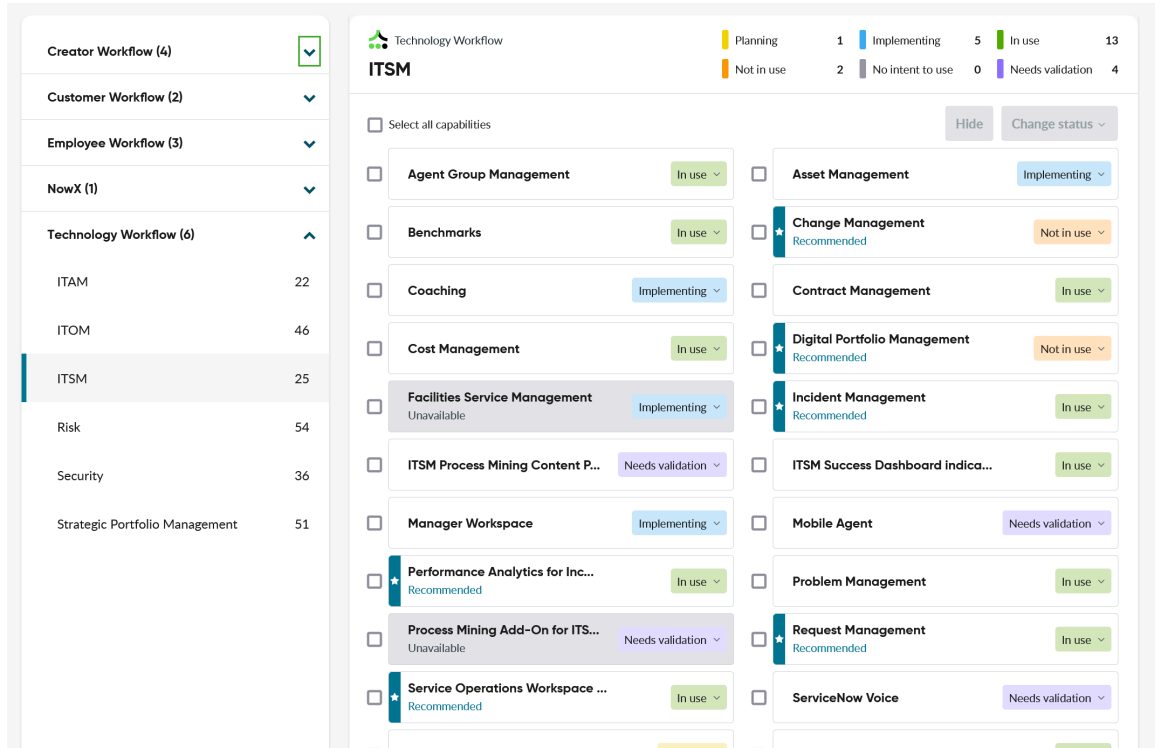 Creator Workflow (4)
Customer Workflow (2)
Employee Workflow (3)
NowX (1)
Technology Workflow (6)
ITAM 22
ITOM 46
ITSM 25
Risk 54
Security 36
Strategic Portfolio Management 51
Technology Workflow
ITSM
Planning 1 Implementing 5 In use 13
Not in use 2 No intent to use 0 Needs validation 4
Select all capabilities
Hide Change status
Agent Group Management In use
Asset Management Implementing
Benchmarks In use
Change Management
Recommended
Not in use
Coaching Implementing
Contract Management In use
Cost Management In use
Digital Portfolio Management
Recommended
Not in use
Facilities Service Management
Unavailable
Implementing
Incident Management
Recommended
In use
ITSM Process Mining Content P... Needs validation
ITSM Success Dashboard indica... In use
Manager Workspace Implementing
Mobile Agent Needs validation
Performance Analytics for Inc...
Recommended
In use
Problem Management In use
Process Mining Add-On for ITS...
Unavailable
Needs validation
Request Management
Recommended
In use
Service Operations Workspace ...
Recommended
In use
ServiceNow Voice Needs validation